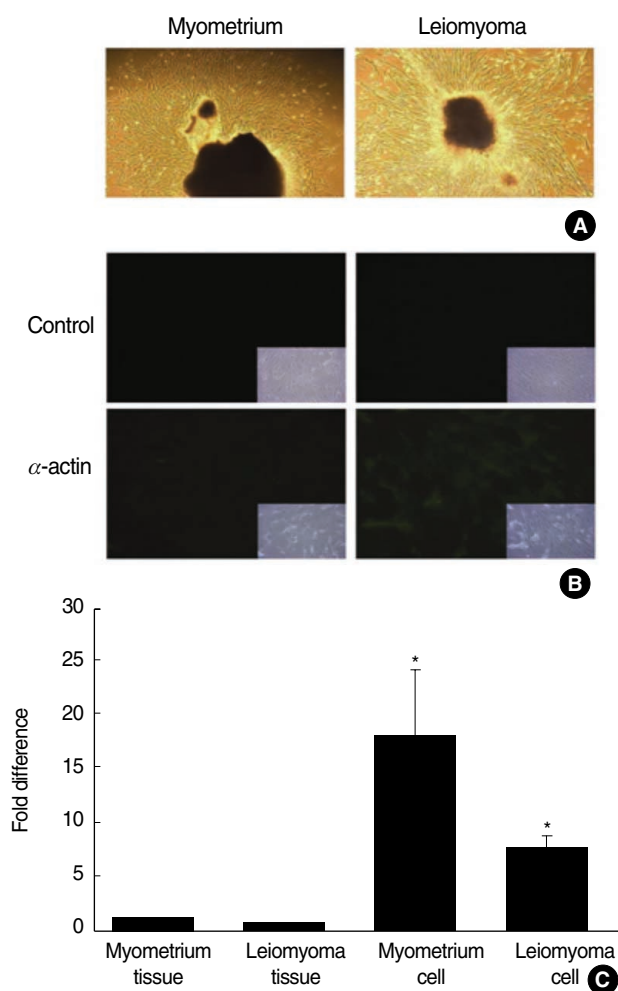 Myometrium Leiomyoma
A
Control
α-actin
B
30
25
20
15
10
5
0
Fold difference
*
*
Myometrium tissue
Leiomyoma tissue
Myometrium cell
Leiomyoma cell
C